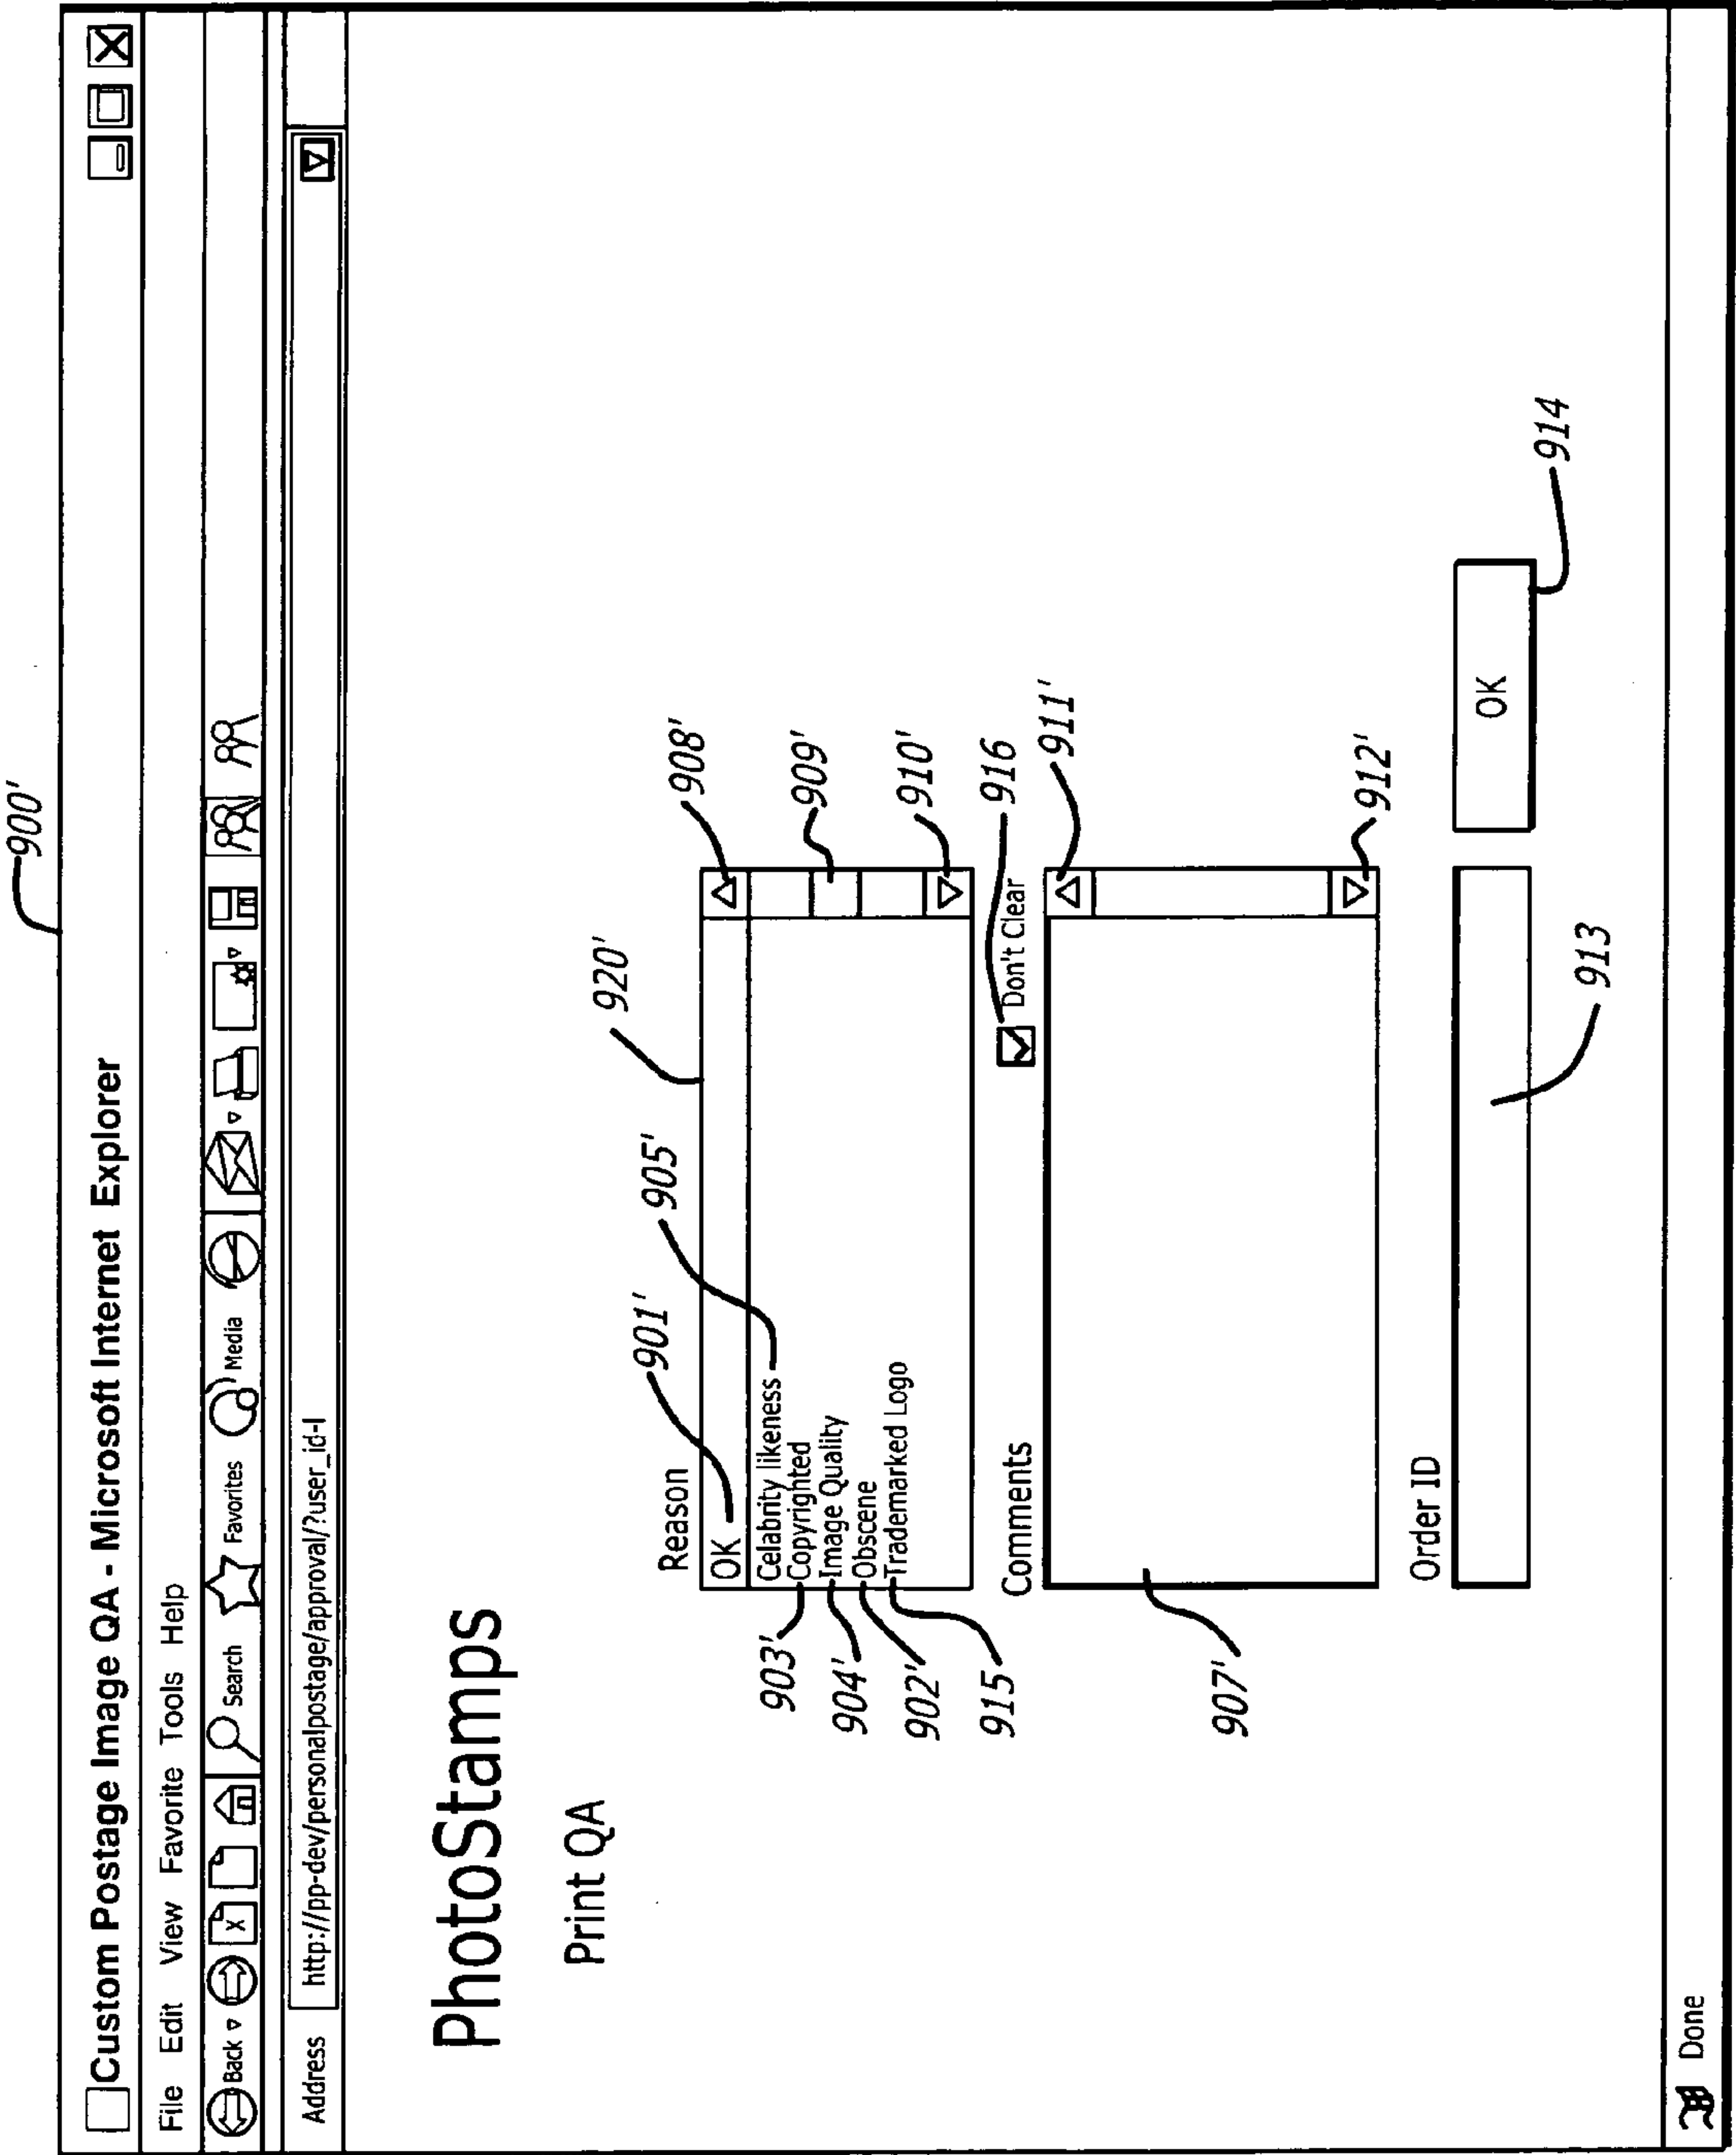 900'
Custom Postage Image QA - Microsoft Internet Explorer
File Edit View Favorite Tools Help
Back Search Favorites Media
Address http://pp-dev/personalpostage/approval/?user_id-I
PhotoStamps
Print QA
920'
905'
901'
Reason
OK
908'
Celabrity likeness
903' Copyrighted
909'
904' Image Quality
902' Obscene
910'
915 Trademarked Logo
916
Don't Clear
Comments
911'
907'
912'
Order ID
OK
913
914
Done